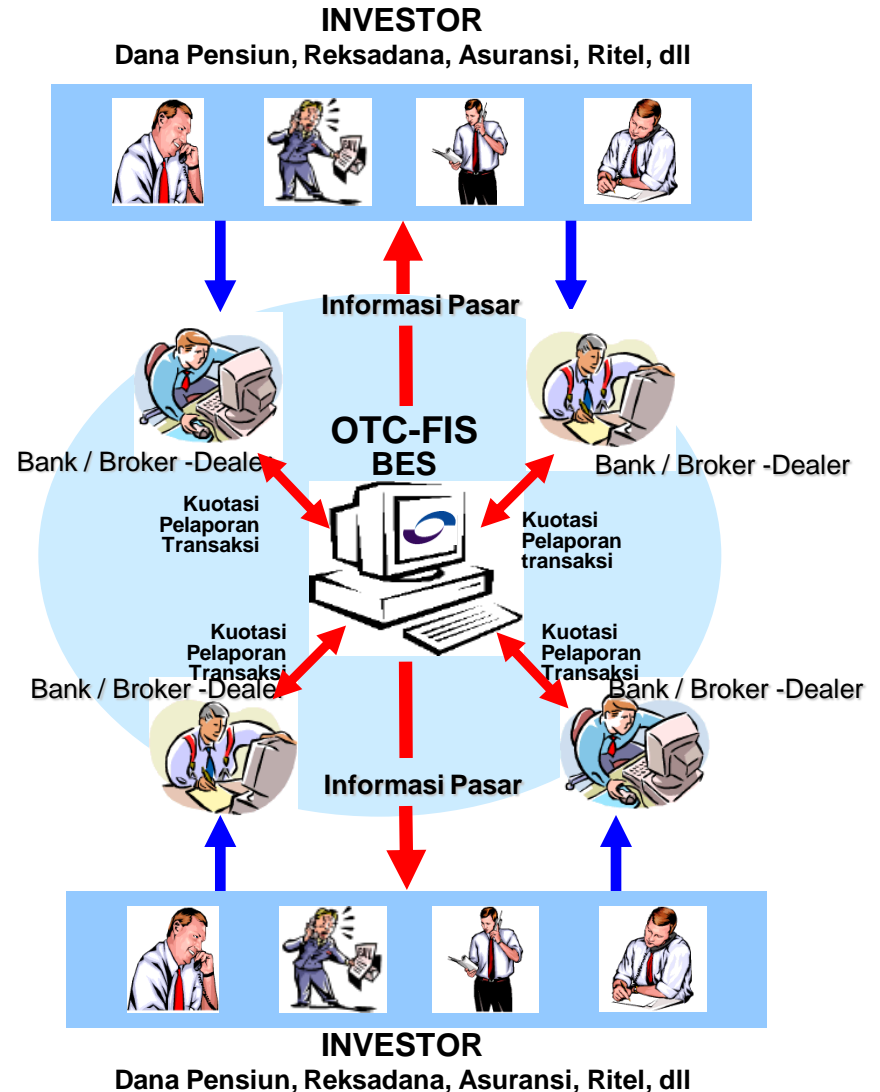 INVESTOR
Dana Pensiun, Reksadana, Asuransi, Ritel, dll
Informasi Pasar
OTC-FIS
BES
Bank / Broker -Dealer
Bank / Broker -Dealer
Kuotasi
Pelaporan
Transaksi
Kuotasi
Pelaporan
transaksi
Kuotasi
Pelaporan
Transaksi
Kuotasi
Pelaporan
Transaksi
Bank / Broker -Dealer
Bank / Broker -Dealer
Informasi Pasar
INVESTOR
Dana Pensiun, Reksadana, Asuransi, Ritel, dll